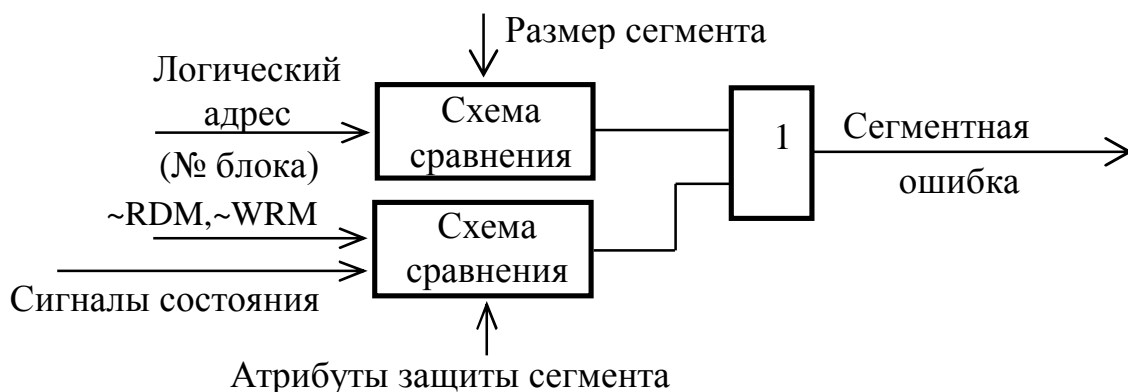 Размер сегмента
Логический
адрес
(№ блока)
Схема
сравнения
1
Сегментная
ошибка
~RDM,~WRM
Сигналы состояния
Схема
сравнения
Атрибуты защиты сегмента